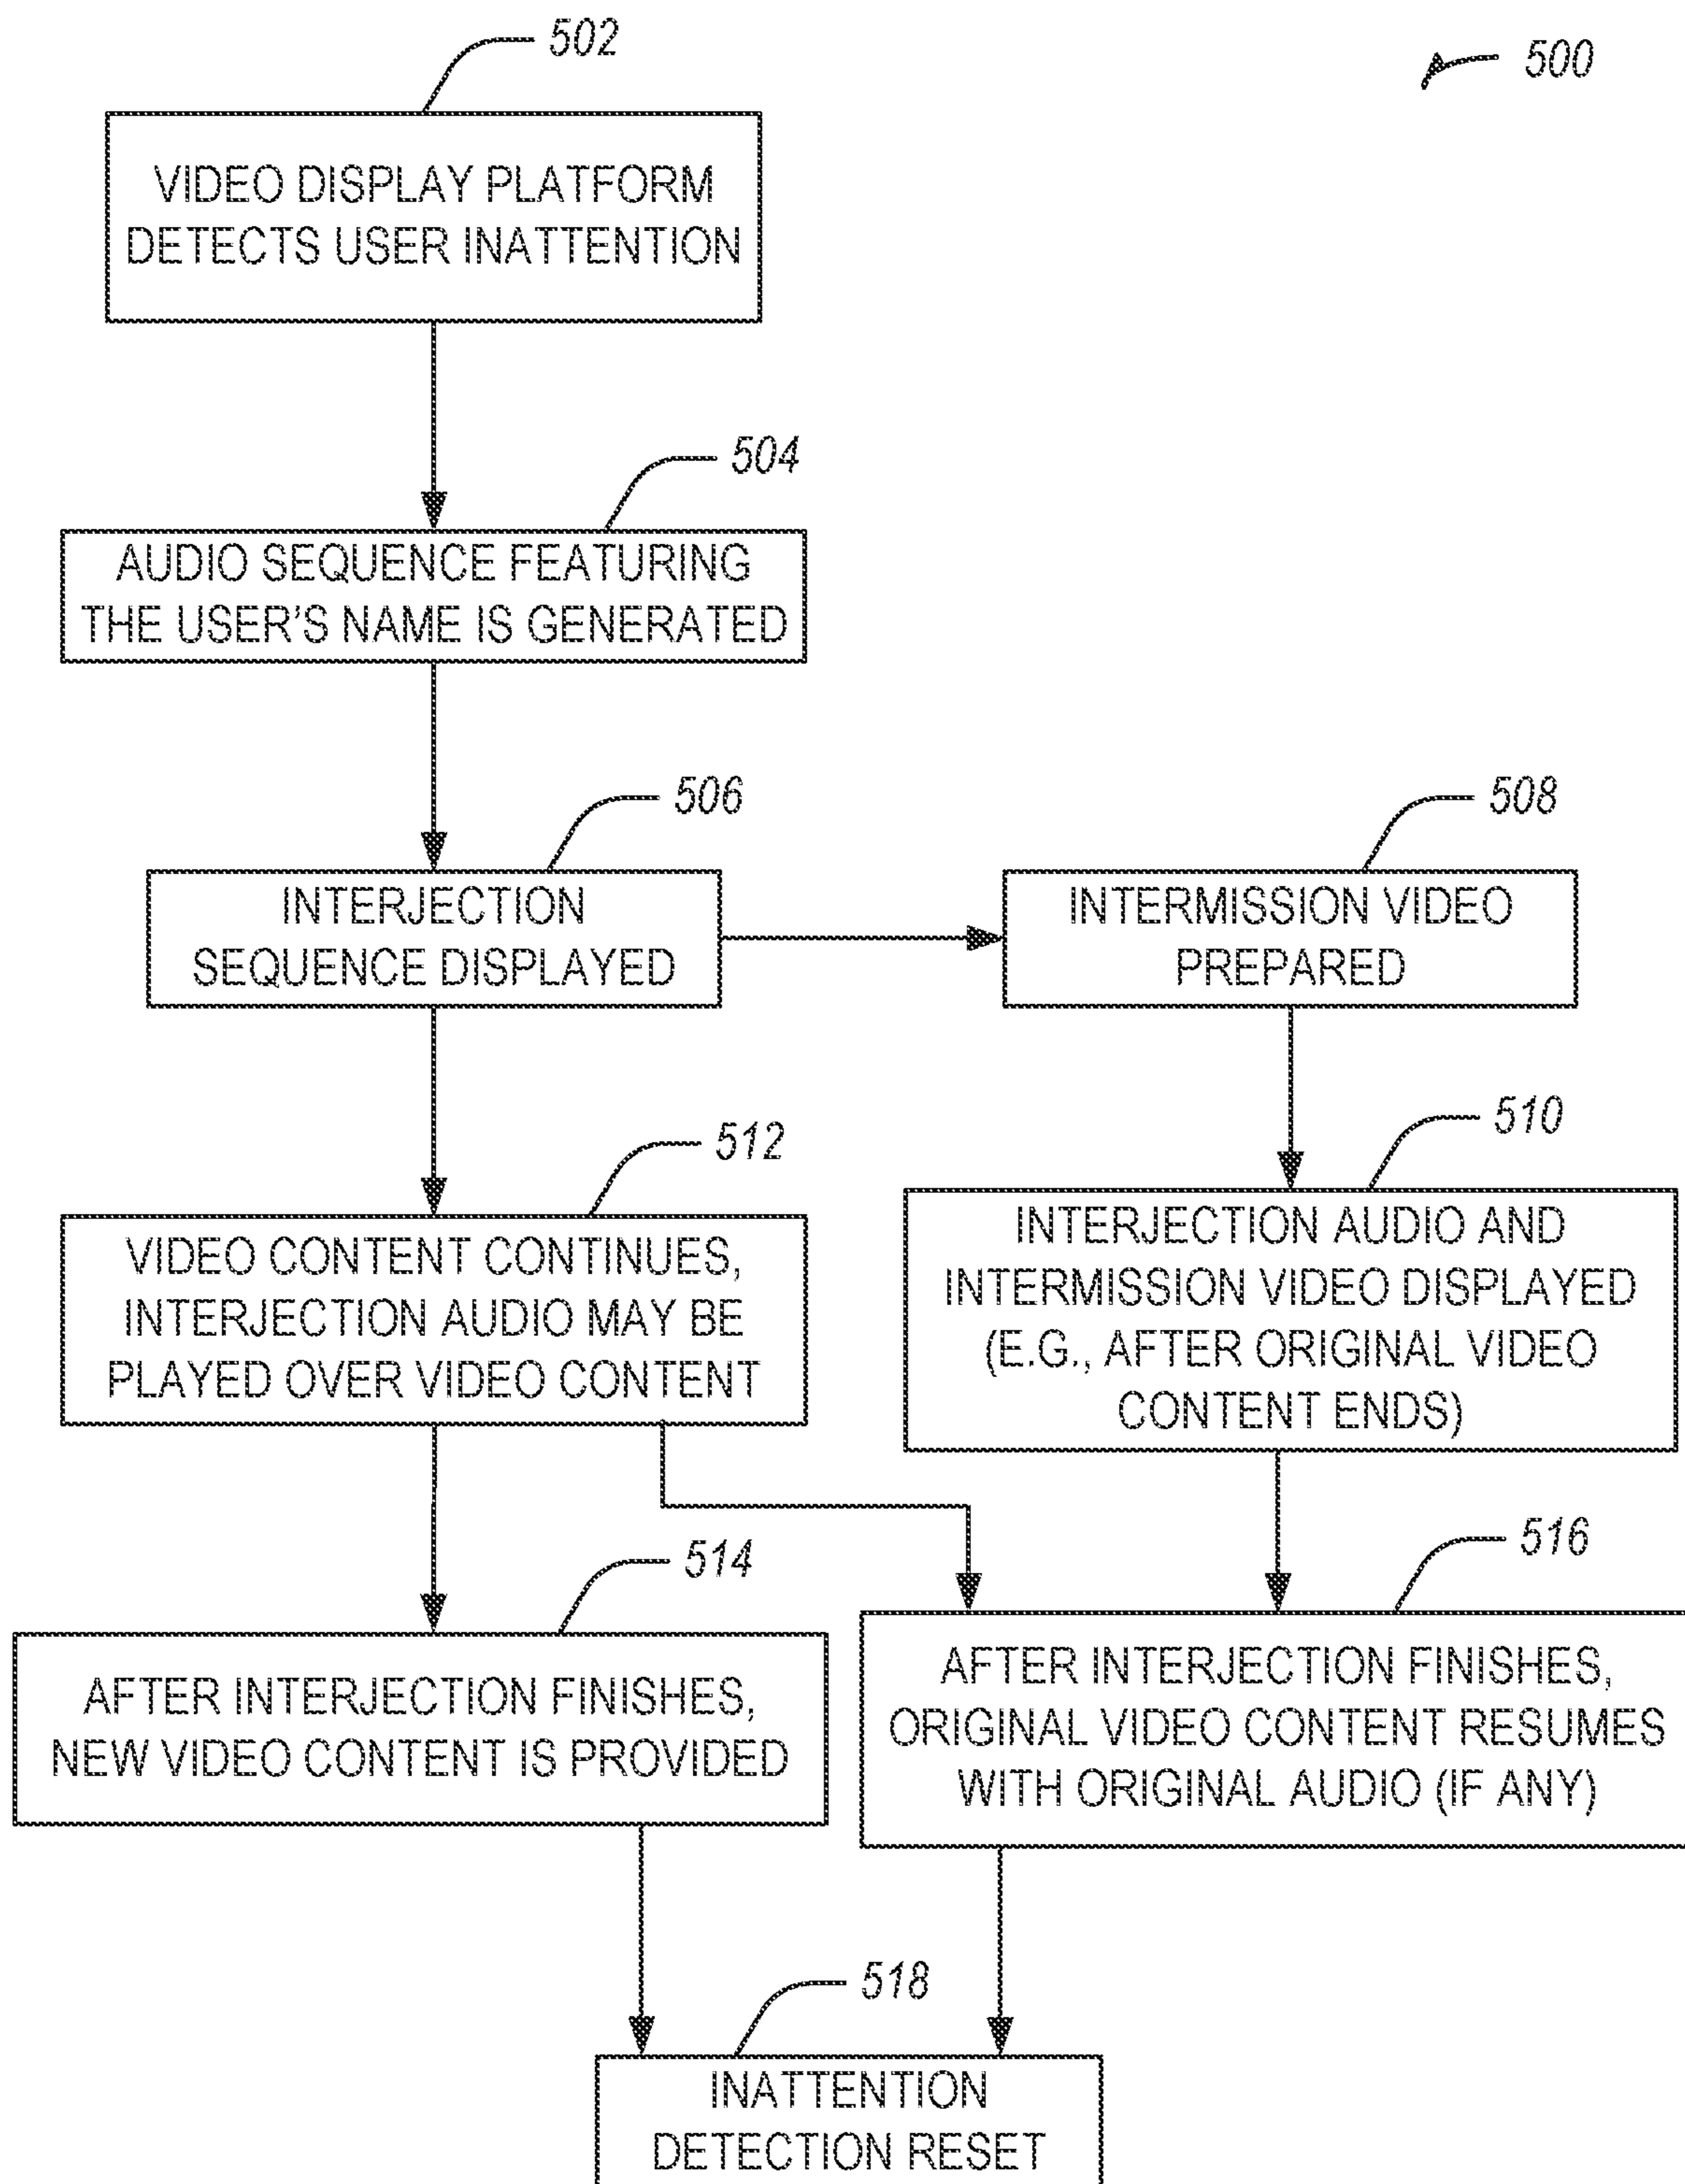 502
500
VIDEO DISPLAY PLATFORM
DETECTS USER INATTENTION
504
AUDIO SEQUENCE FEATURING
THE USER'S NAME IS GENERATED
506
508
INTERJECTION
SEQUENCE DISPLAYED
INTERMISSION VIDEO
PREPARED
512
510
VIDEO CONTENT CONTINUES,
INTERJECTION AUDIO MAY BE
PLAYED OVER VIDEO CONTENT
INTERJECTION AUDIO AND
INTERMISSION VIDEO DISPLAYED
(E.G., AFTER ORIGINAL VIDEO
CONTENT ENDS)
514
516
AFTER INTERJECTION FINISHES,
NEW VIDEO CONTENT IS PROVIDED
AFTER INTERJECTION FINISHES,
ORIGINAL VIDEO CONTENT RESUMES
WITH ORIGINAL AUDIO (IF ANY)
518
INATTENTION
DETECTION RESET